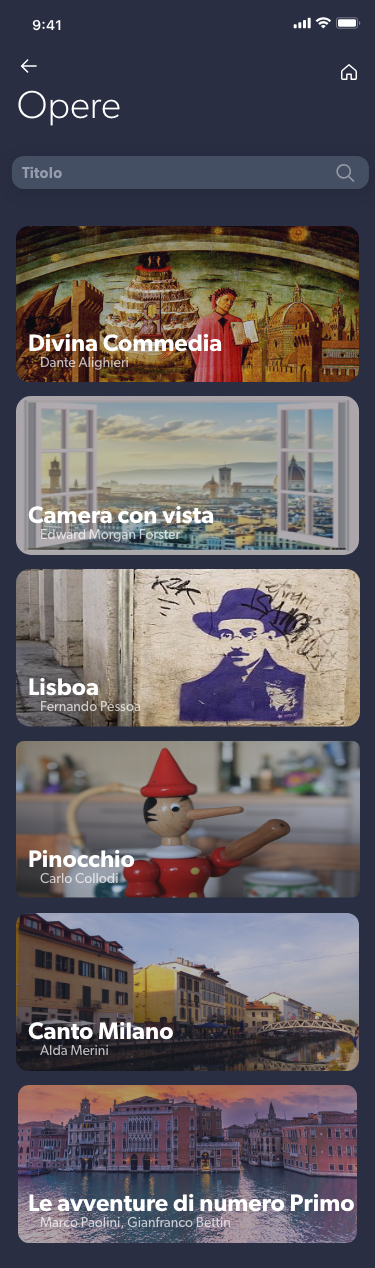 9:41
Opere
Titolo
Divina Commedia
Dante Alighieri
Camera con vista
Edward Morgan Forster
Lisboa
Fernando Pessoa
Pinocchio
Carlo Collodi
Canto Milano
Alda Merini
Le avventure di numero Primo
Marco Paolini, Gianfranco Bettin